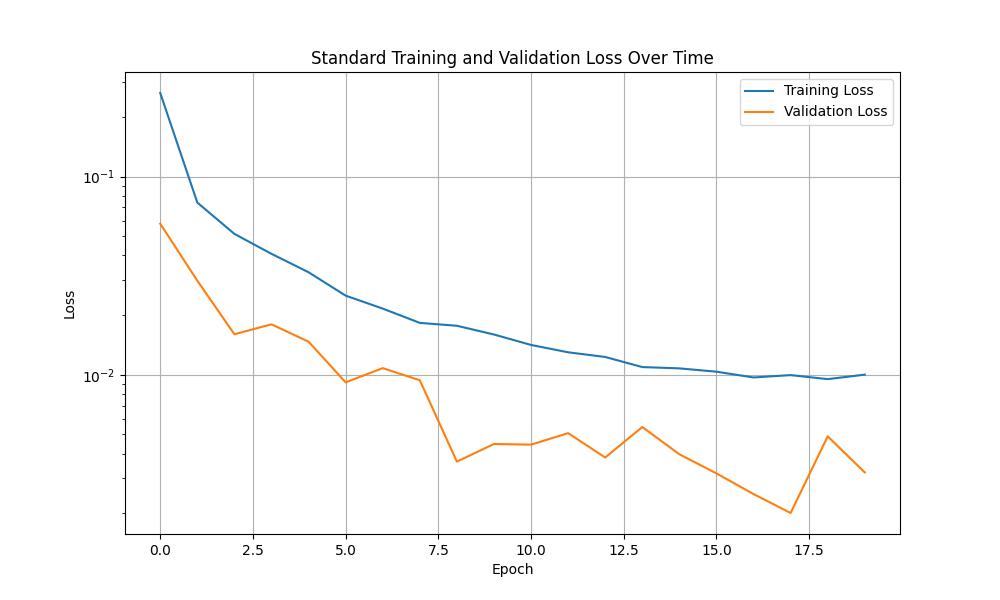 Standard Training and Validation Loss Over Time
Training Loss
Validation Loss
10⁻¹
10⁻²
Loss
0.0 2.5 5.0 7.5 10.0 12.5 15.0 17.5
Epoch